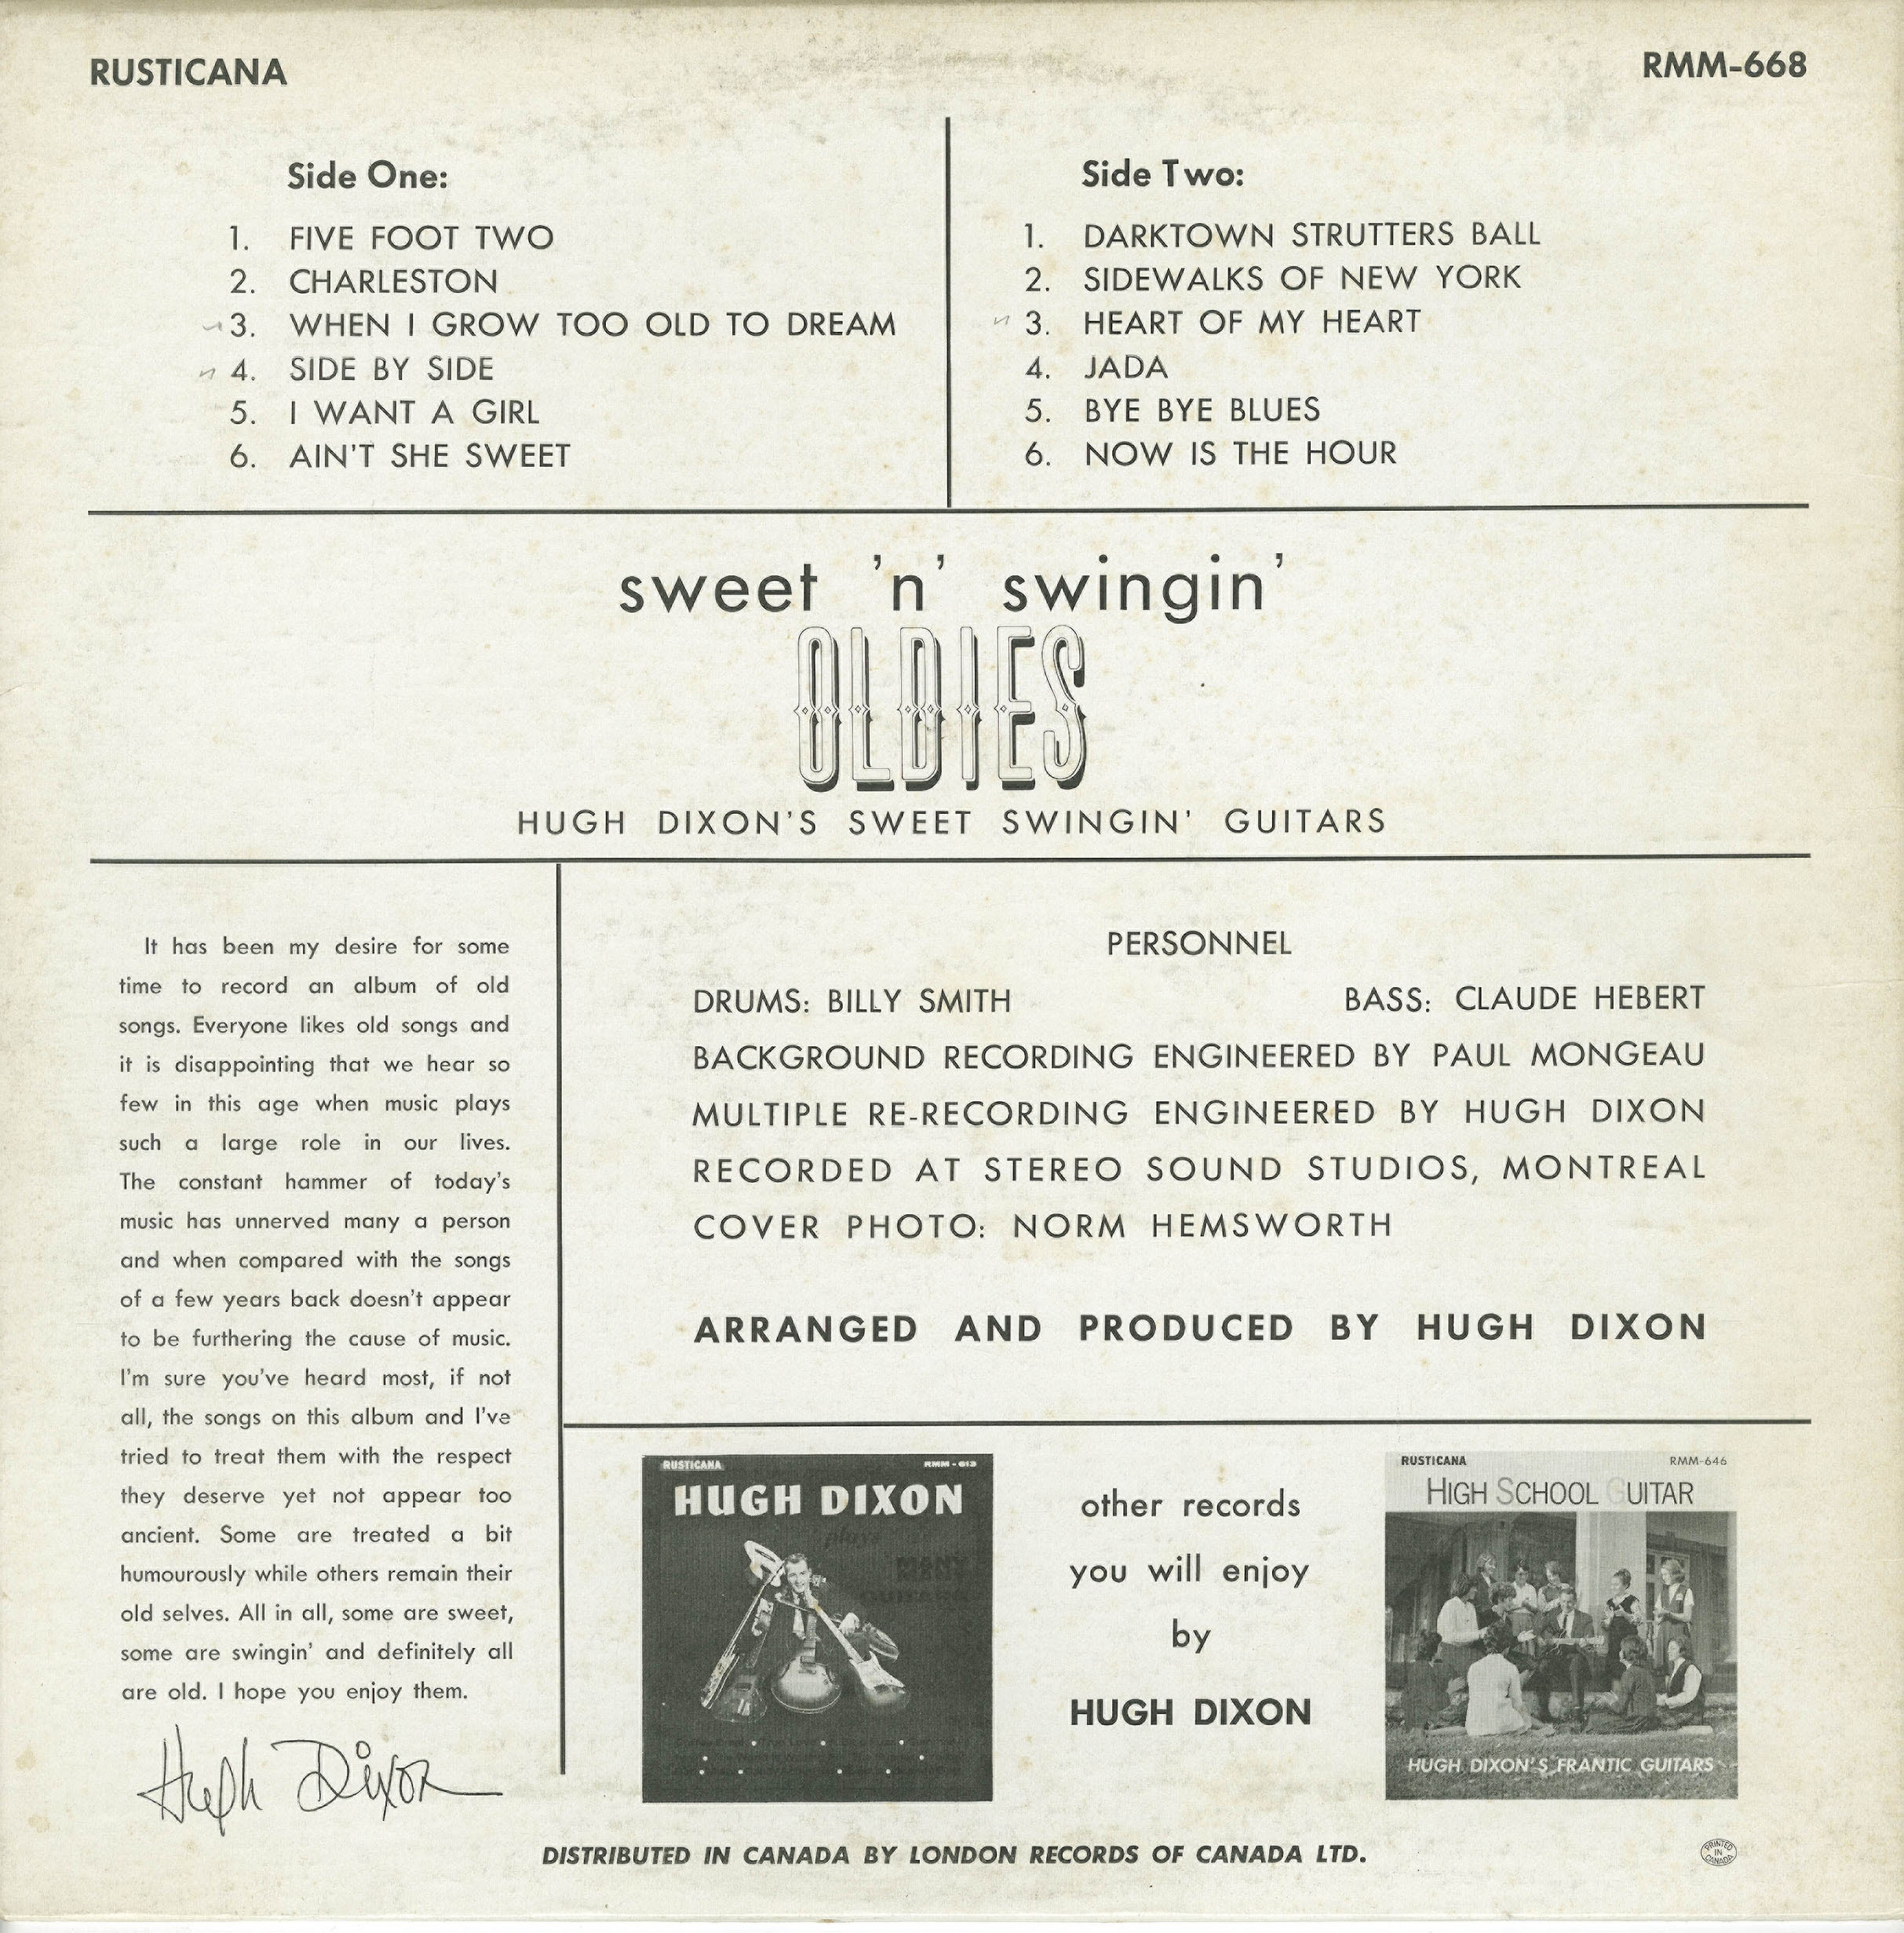 RUSTICANA
RMM-668
Side One:
1. FIVE FOOT TWO
2. CHARLESTON
3. WHEN I GROW TOO OLD TO DREAM
4. SIDE BY SIDE
5. I WANT A GIRL
6. AIN'T SHE SWEET
Side Two:
1. DARKTOWN STRUTTERS BALL
2. SIDEWALKS OF NEW YORK
3. HEART OF MY HEART
4. JADA
5. BYE BYE BLUES
6. NOW IS THE HOUR
sweet 'n' swingin'
OLDIES
HUGH DIXON'S SWEET SWINGIN' GUITARS
It has been my desire for some
time to record an album of old
songs. Everyone likes old songs and
it is disappointing that we hear so
few in this age when music plays
such a large role in our lives.
The constant hammer of today's
music has unnerved many a person
and when compared with the songs
of a few years back doesn't appear
to be furthering the cause of music.
I'm sure you've heard most, if not
all, the songs on this album and I've
tried to treat them with the respect
they deserve yet not appear too
ancient. Some are treated a bit
humourously while others remain their
old selves. All in all, some are sweet,
some are swingin' and definitely all
are old. I hope you enjoy them.
Hugh Dixon
PERSONNEL
DRUMS: BILLY SMITH BASS: CLAUDE HEBERT
BACKGROUND RECORDING ENGINEERED BY PAUL MONGEAU
MULTIPLE RE-RECORDING ENGINEERED BY HUGH DIXON
RECORDED AT STEREO SOUND STUDIOS, MONTREAL
COVER PHOTO: NORM HEMSWORTH
ARRANGED AND PRODUCED BY HUGH DIXON
RUSTICANA RMM-613
HUGH DIXON
plays
MANY
MANY
GUITARS
other records
you will enjoy
by
HUGH DIXON
RUSTICANA RMM-646
HIGH SCHOOL GUITAR
HUGH DIXON'S FRANTIC GUITARS
DISTRIBUTED IN CANADA BY LONDON RECORDS OF CANADA LTD.
PRINTED
IN
CANADA